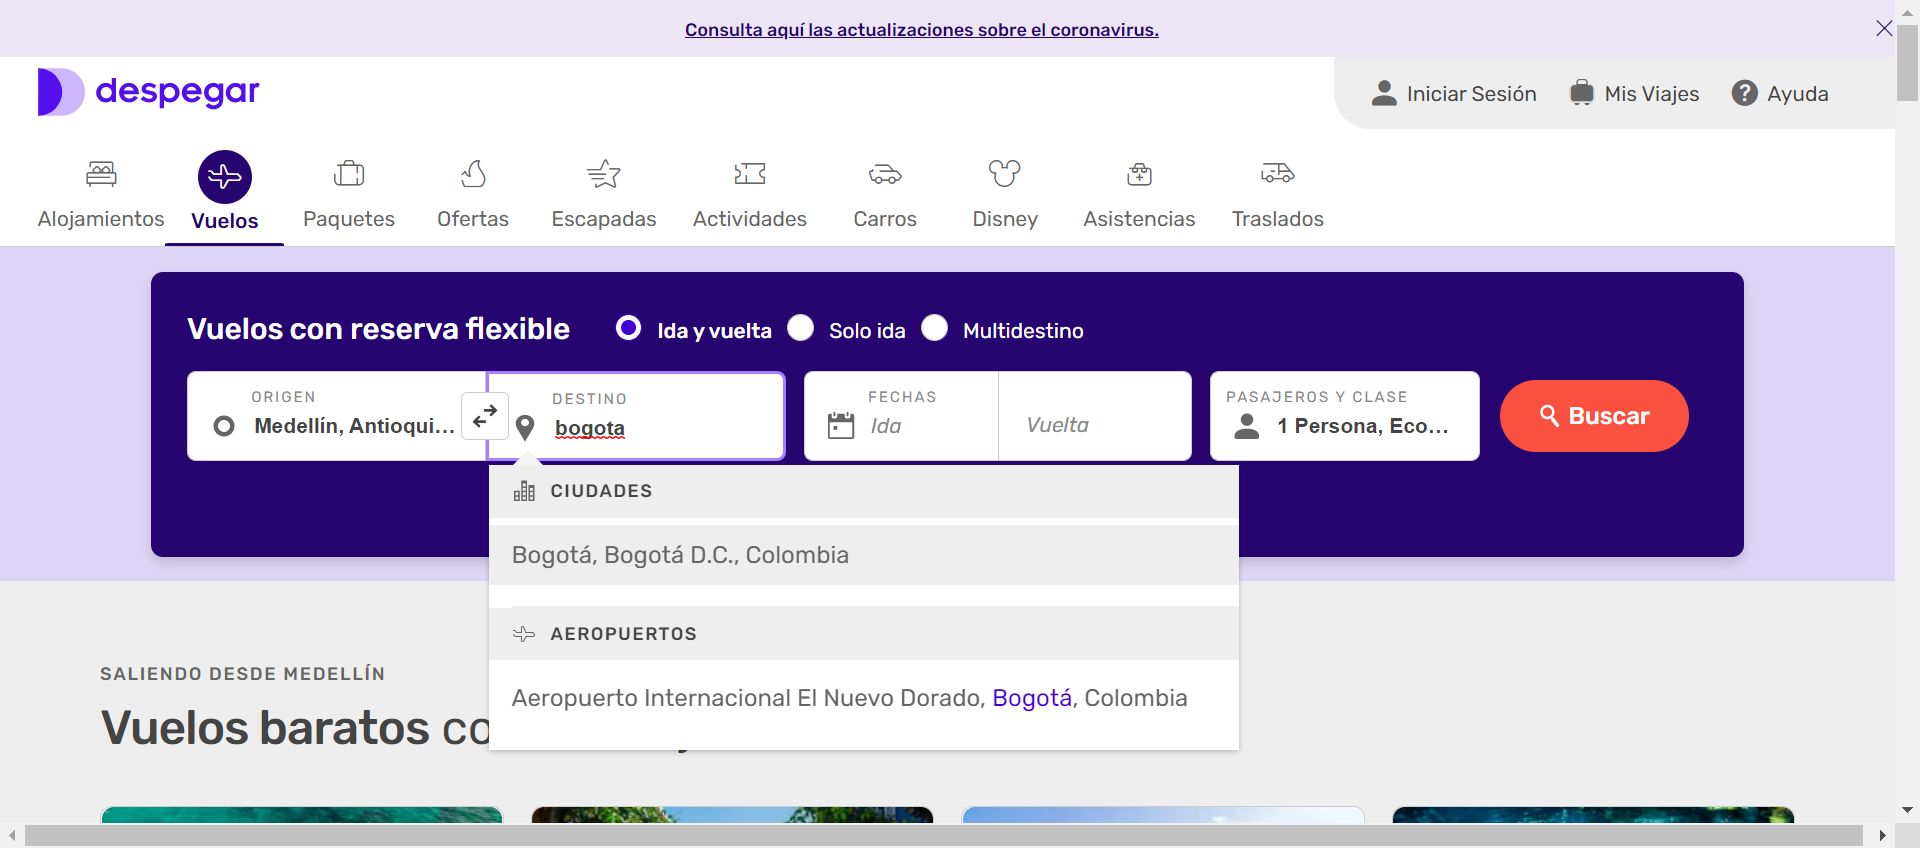 Consulta aquí las actualizaciones sobre el coronavirus.
despegar
Iniciar Sesión
Mis Viajes
Ayuda
Alojamientos
Vuelos
Paquetes
Ofertas
Escapadas
Actividades
Carros
Disney
Asistencias
Traslados
Vuelos con reserva flexible
Ida y vuelta
Solo ida
Multidestino
ORIGEN
Medellín, Antioqui...
DESTINO
bogota
FECHAS
Ida
Vuelta
PASAJEROS Y CLASE
1 Persona, Eco...
Buscar
CIUDADES
Bogotá, Bogotá D.C., Colombia
AEROPUERTOS
Aeropuerto Internacional El Nuevo Dorado, Bogotá, Colombia
SALIENDO DESDE MEDELLÍN
Vuelos baratos